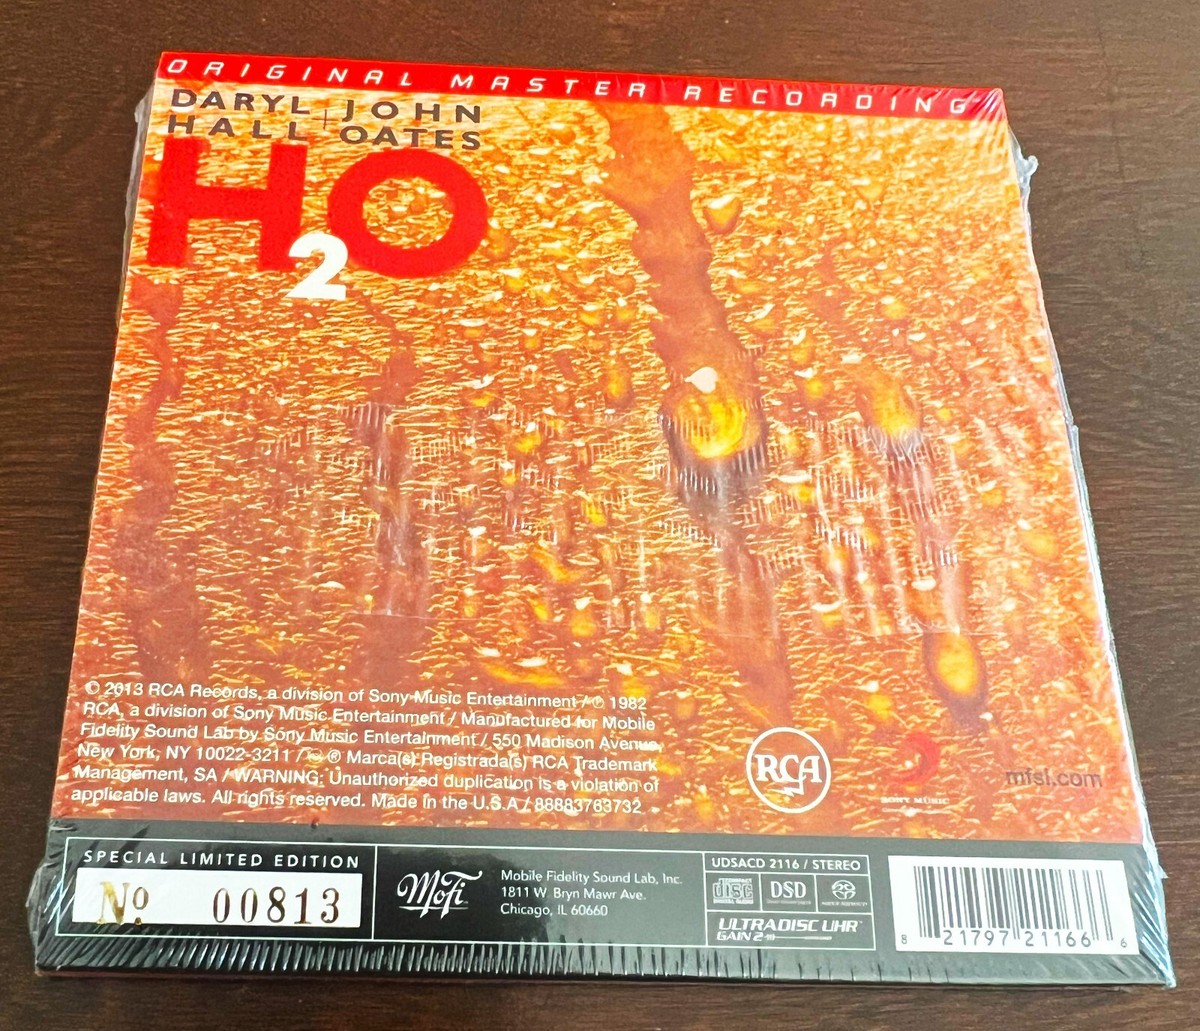 ORIGINAL MASTER RECORDING
DARYL + JOHN
HALL OATES
H2O
© 2013 RCA Records, a division of Sony Music Entertainment / ℗ 1982
RCA, a division of Sony Music Entertainment / Manufactured for Mobile
Fidelity Sound Lab by Sony Music Entertainment / 550 Madison Avenue,
New York, NY 10022-3211 / ® Marca(s) Registrada(s) RCA Trademark
Management, SA / WARNING: Unauthorized duplication is a violation of
applicable laws. All rights reserved. Made in the U.S.A / 88883763732
RCA
SONY MUSIC
mfsl.com
SPECIAL LIMITED EDITION
No 00813
MoFi
Mobile Fidelity Sound Lab, Inc.
1811 W. Bryn Mawr Ave.
Chicago, IL 60660
UDSACD 2116 / STEREO
COMPACT disc DIGITAL AUDIO
DSD
ULTRADISC UHR™
GAIN 2
8 21797 21166 6